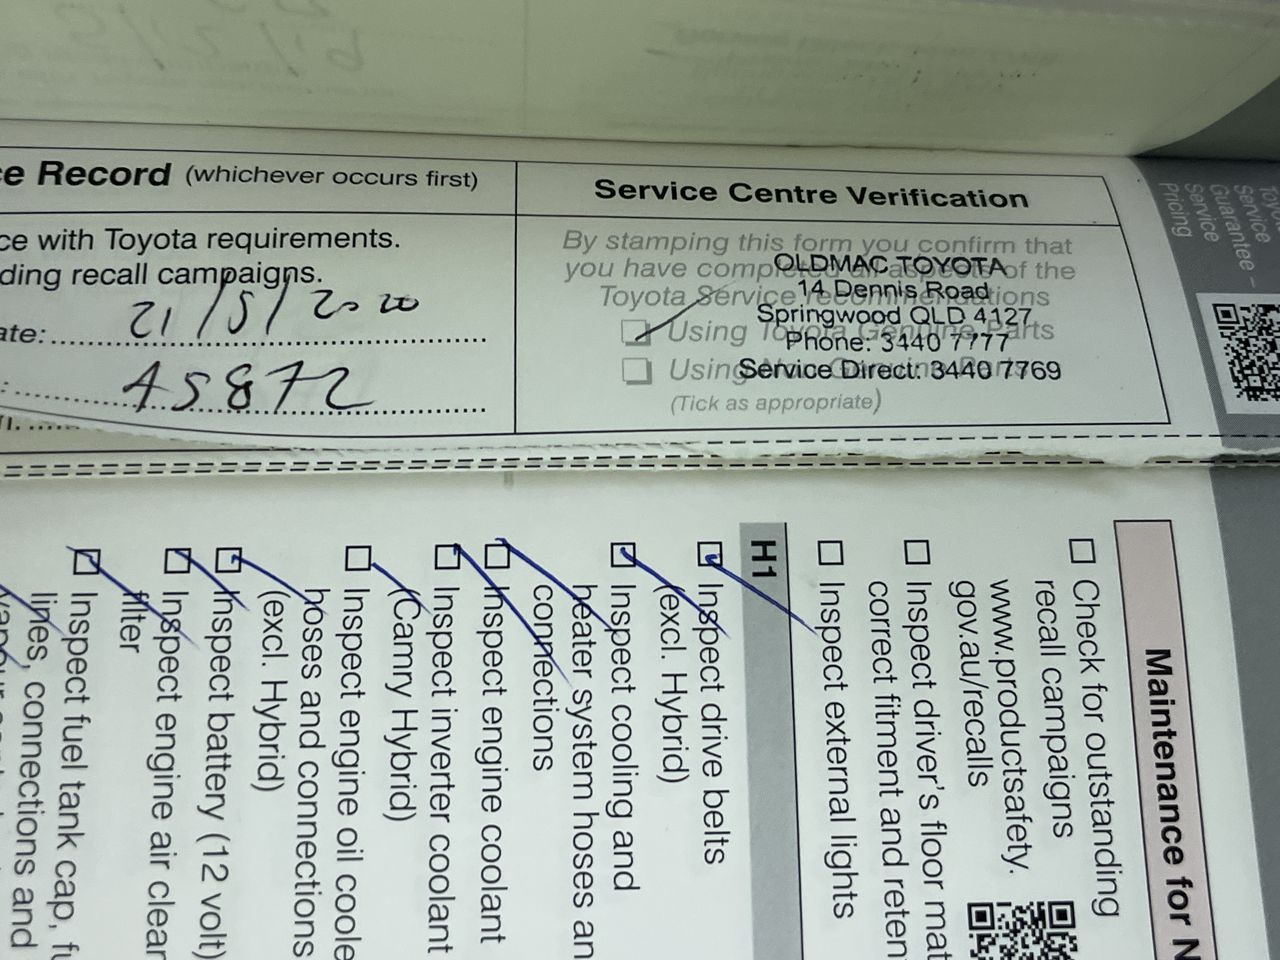 e Record (whichever occurs first)
ce with Toyota requirements.
ding recall campaigns.
ate: 21/5/2020
: 45872
Service Centre Verification
By stamping this form you confirm that
you have completed all aspects of the
Toyota Service recommendations
Using Toyota Genuine Parts
Using Non Genuine Parts
(Tick as appropriate)
OLDMAC TOYOTA
14 Dennis Road
Springwood QLD 4127
Phone: 3440 7777
Service Direct: 3440 7769
Service
Guarantee –
Service
Pricing
Maintenance for N
Check for outstanding
recall campaigns
www.productsafety.
gov.au/recalls
Inspect driver's floor mat
correct fitment and reten
Inspect external lights
H1
Inspect drive belts
(excl. Hybrid)
Inspect cooling and
heater system hoses an
connections
Inspect engine coolant
Inspect inverter coolant
(Camry Hybrid)
Inspect engine oil coole
hoses and connections
(excl. Hybrid)
Inspect battery (12 volt)
Inspect engine air clear
filter
Inspect fuel tank cap, fu
lines, connections and